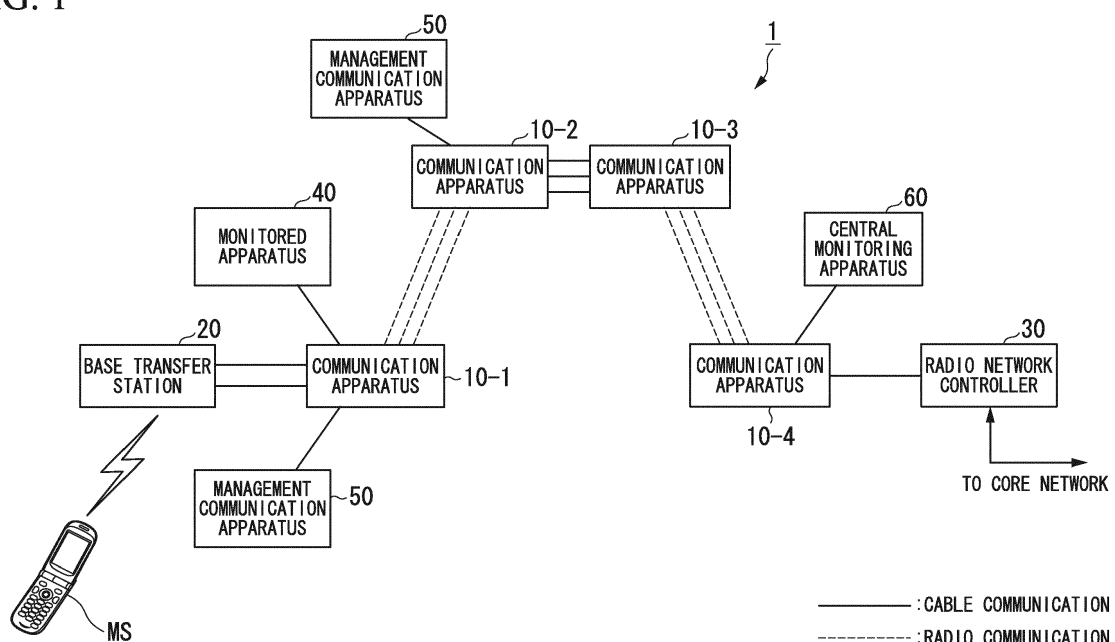 50
1
MANAGEMENT
COMMUNICATION
APPARATUS
10-2
10-3
COMMUNICATION
APPARATUS
COMMUNICATION
APPARATUS
40
60
MONITORED
APPARATUS
CENTRAL
MONITORING
APPARATUS
20
30
BASE TRANSFER
STATION
COMMUNICATION
APPARATUS
10-1
COMMUNICATION
APPARATUS
RADIO NETWORK
CONTROLLER
10-4
MANAGEMENT
COMMUNICATION
APPARATUS
50
TO CORE NETWORK
MS
:CABLE COMMUNICATION
:RADIO COMMUNICATION